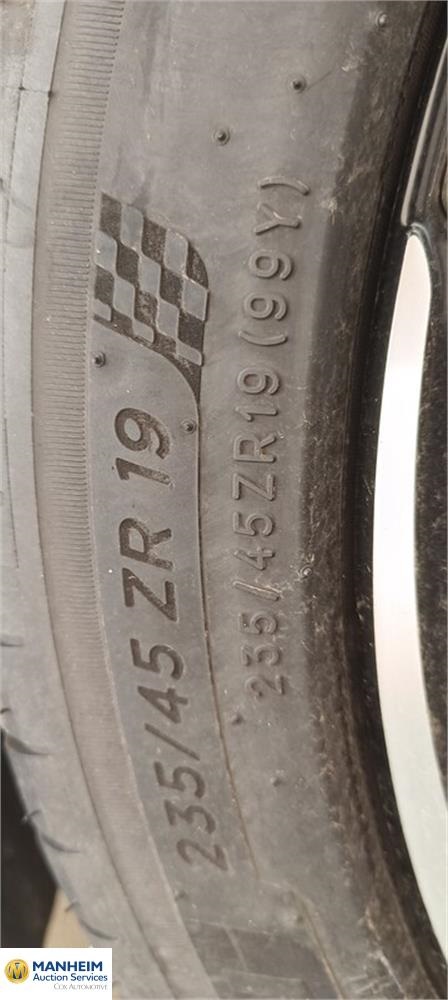 235/45 ZR 19
235/45ZR19 (99Y)
MANHEIM
Auction Services
COX AUTOMOTIVE